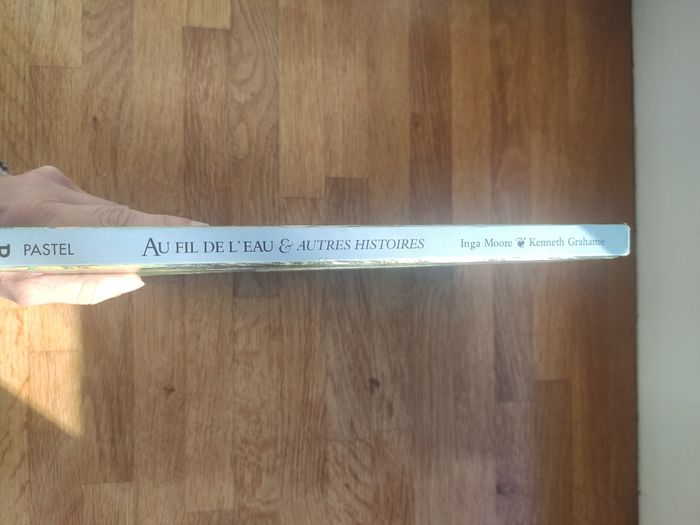 PASTEL AU FIL DE L'EAU & AUTRES HISTOIRES Inga Moore ❦ Kenneth Grahame